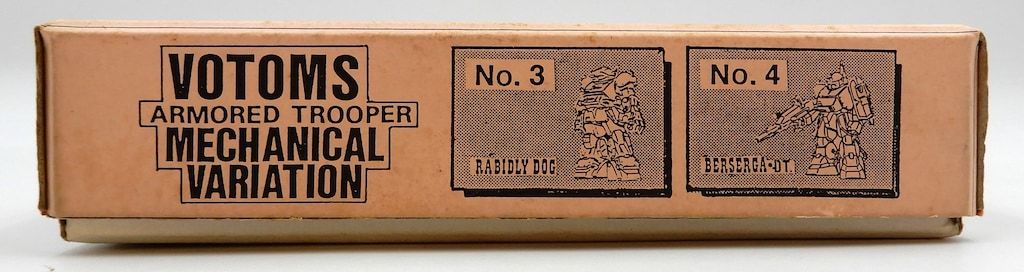 VOTOMS
ARMORED TROOPER
MECHANICAL
VARIATION
No. 3
RABIDLY DOG
No. 4
BERSERGA·DT.